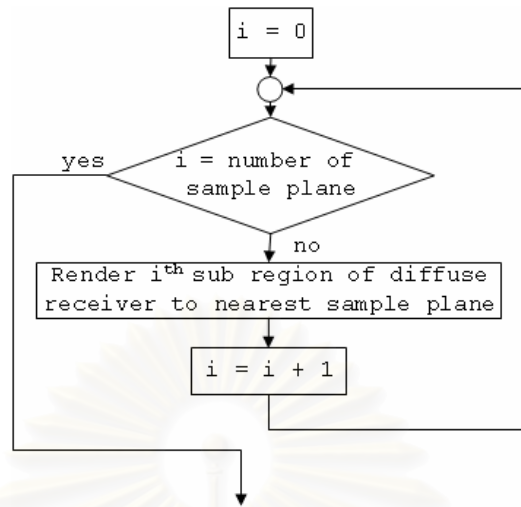 i = 0
yes
i = number of
sample plane
no
Render iᵗʰ sub region of diffuse
receiver to nearest sample plane
i = i + 1